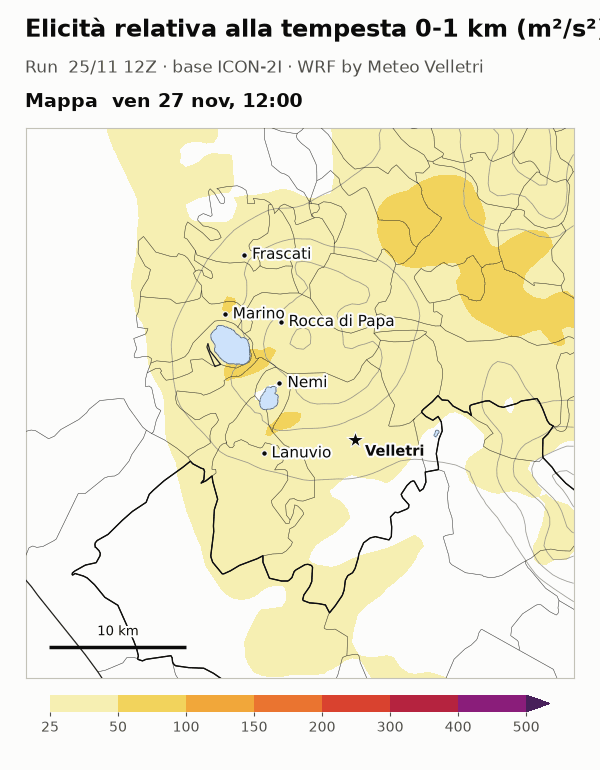 Elicità relativa alla tempesta 0-1 km (m²/s²)
Run 25/11 12Z · base ICON-2I · WRF by Meteo Velletri
Mappa ven 27 nov, 12:00
Frascati
Marino
Rocca di Papa
Nemi
Velletri
Lanuvio
10 km
25 50 100 150 200 300 400 500